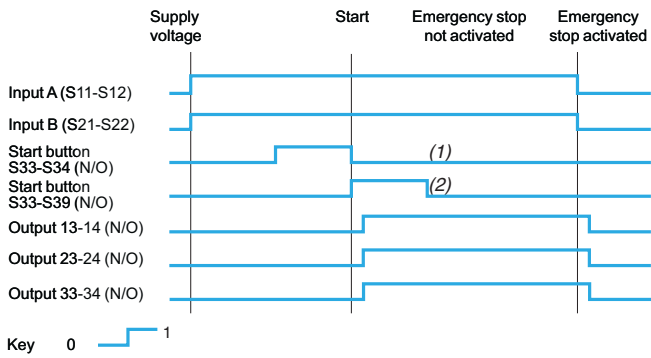 Supply voltage
Start
Emergency stop not activated
Emergency stop activated
Input A (S11-S12)
Input B (S21-S22)
Start button
S33-S34 (N/O)
(1)
Start button
S33-S39 (N/O)
(2)
Output 13-14 (N/O)
Output 23-24 (N/O)
Output 33-34 (N/O)
Key 0 1